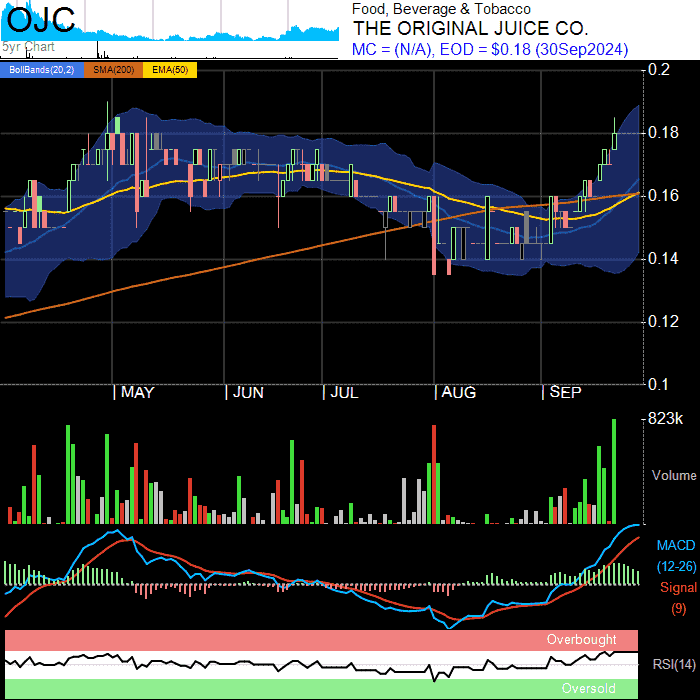 OJC
5yr Chart
Food, Beverage & Tobacco
THE ORIGINAL JUICE CO.
MC = (N/A), EOD = $0.18 (30Sep2024)
BollBands(20,2) SMA(200) EMA(50)
0.2
0.18
0.16
0.14
0.12
0.1
MAY JUN JUL AUG SEP
823k
Volume
MACD
(12-26)
Signal
(9)
Overbought
RSI(14)
Oversold